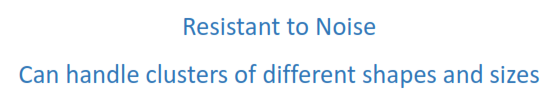 Resistant to Noise
Can handle clusters of different shapes and sizes